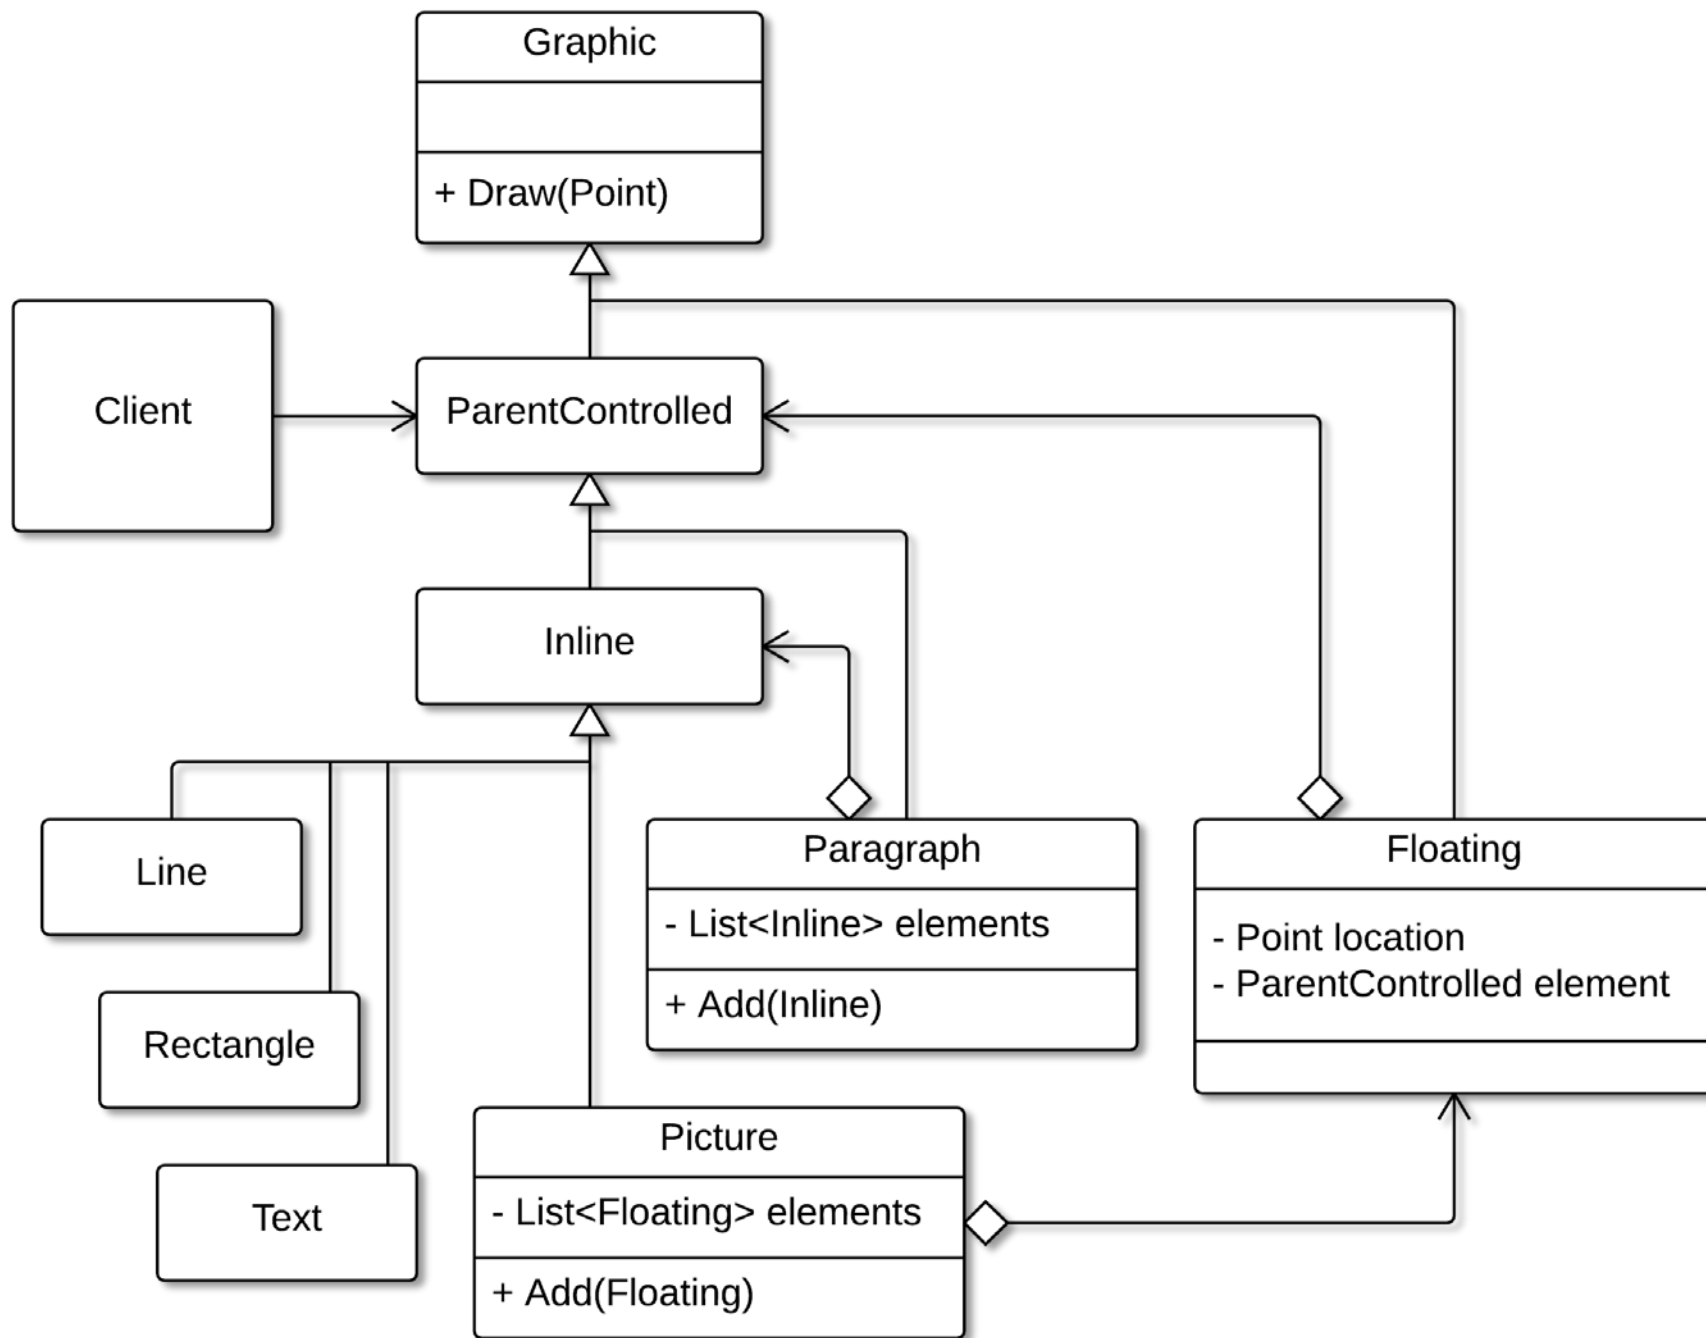 Graphic
+ Draw(Point)
Client
ParentControlled
Inline
Line
Paragraph
- List<Inline> elements
+ Add(Inline)
Floating
- Point location
- ParentControlled element
Rectangle
Picture
- List<Floating> elements
+ Add(Floating)
Text